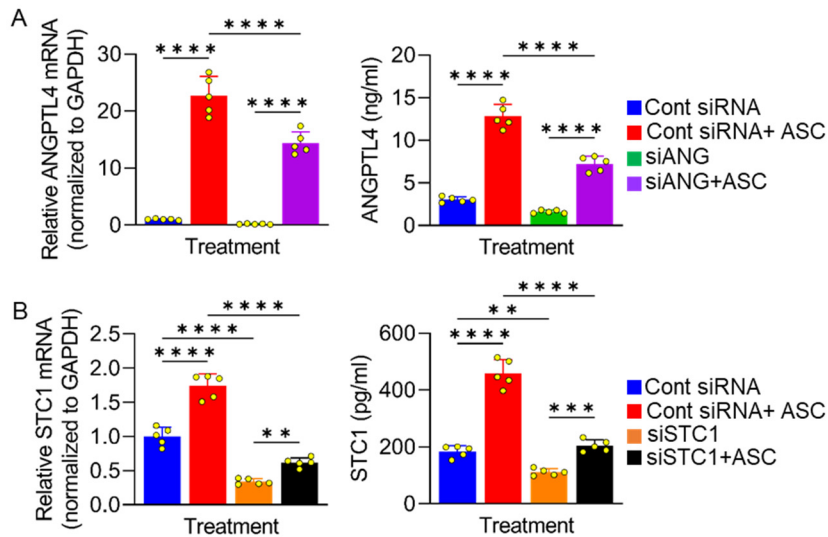 A
Relative ANGPTL4 mRNA
(normalized to GAPDH)
30
20
10
0
****
****
****
Treatment
ANGPTL4 (ng/ml)
20
15
10
5
0
****
****
****
Treatment
Cont siRNA
Cont siRNA+ ASC
siANG
siANG+ASC
B
Relative STC1 mRNA
(normalized to GAPDH)
2.5
2.0
1.5
1.0
0.5
0.0
****
****
****
**
Treatment
STC1 (pg/ml)
600
400
200
0
****
**
****
***
Treatment
Cont siRNA
Cont siRNA+ ASC
siSTC1
siSTC1+ASC